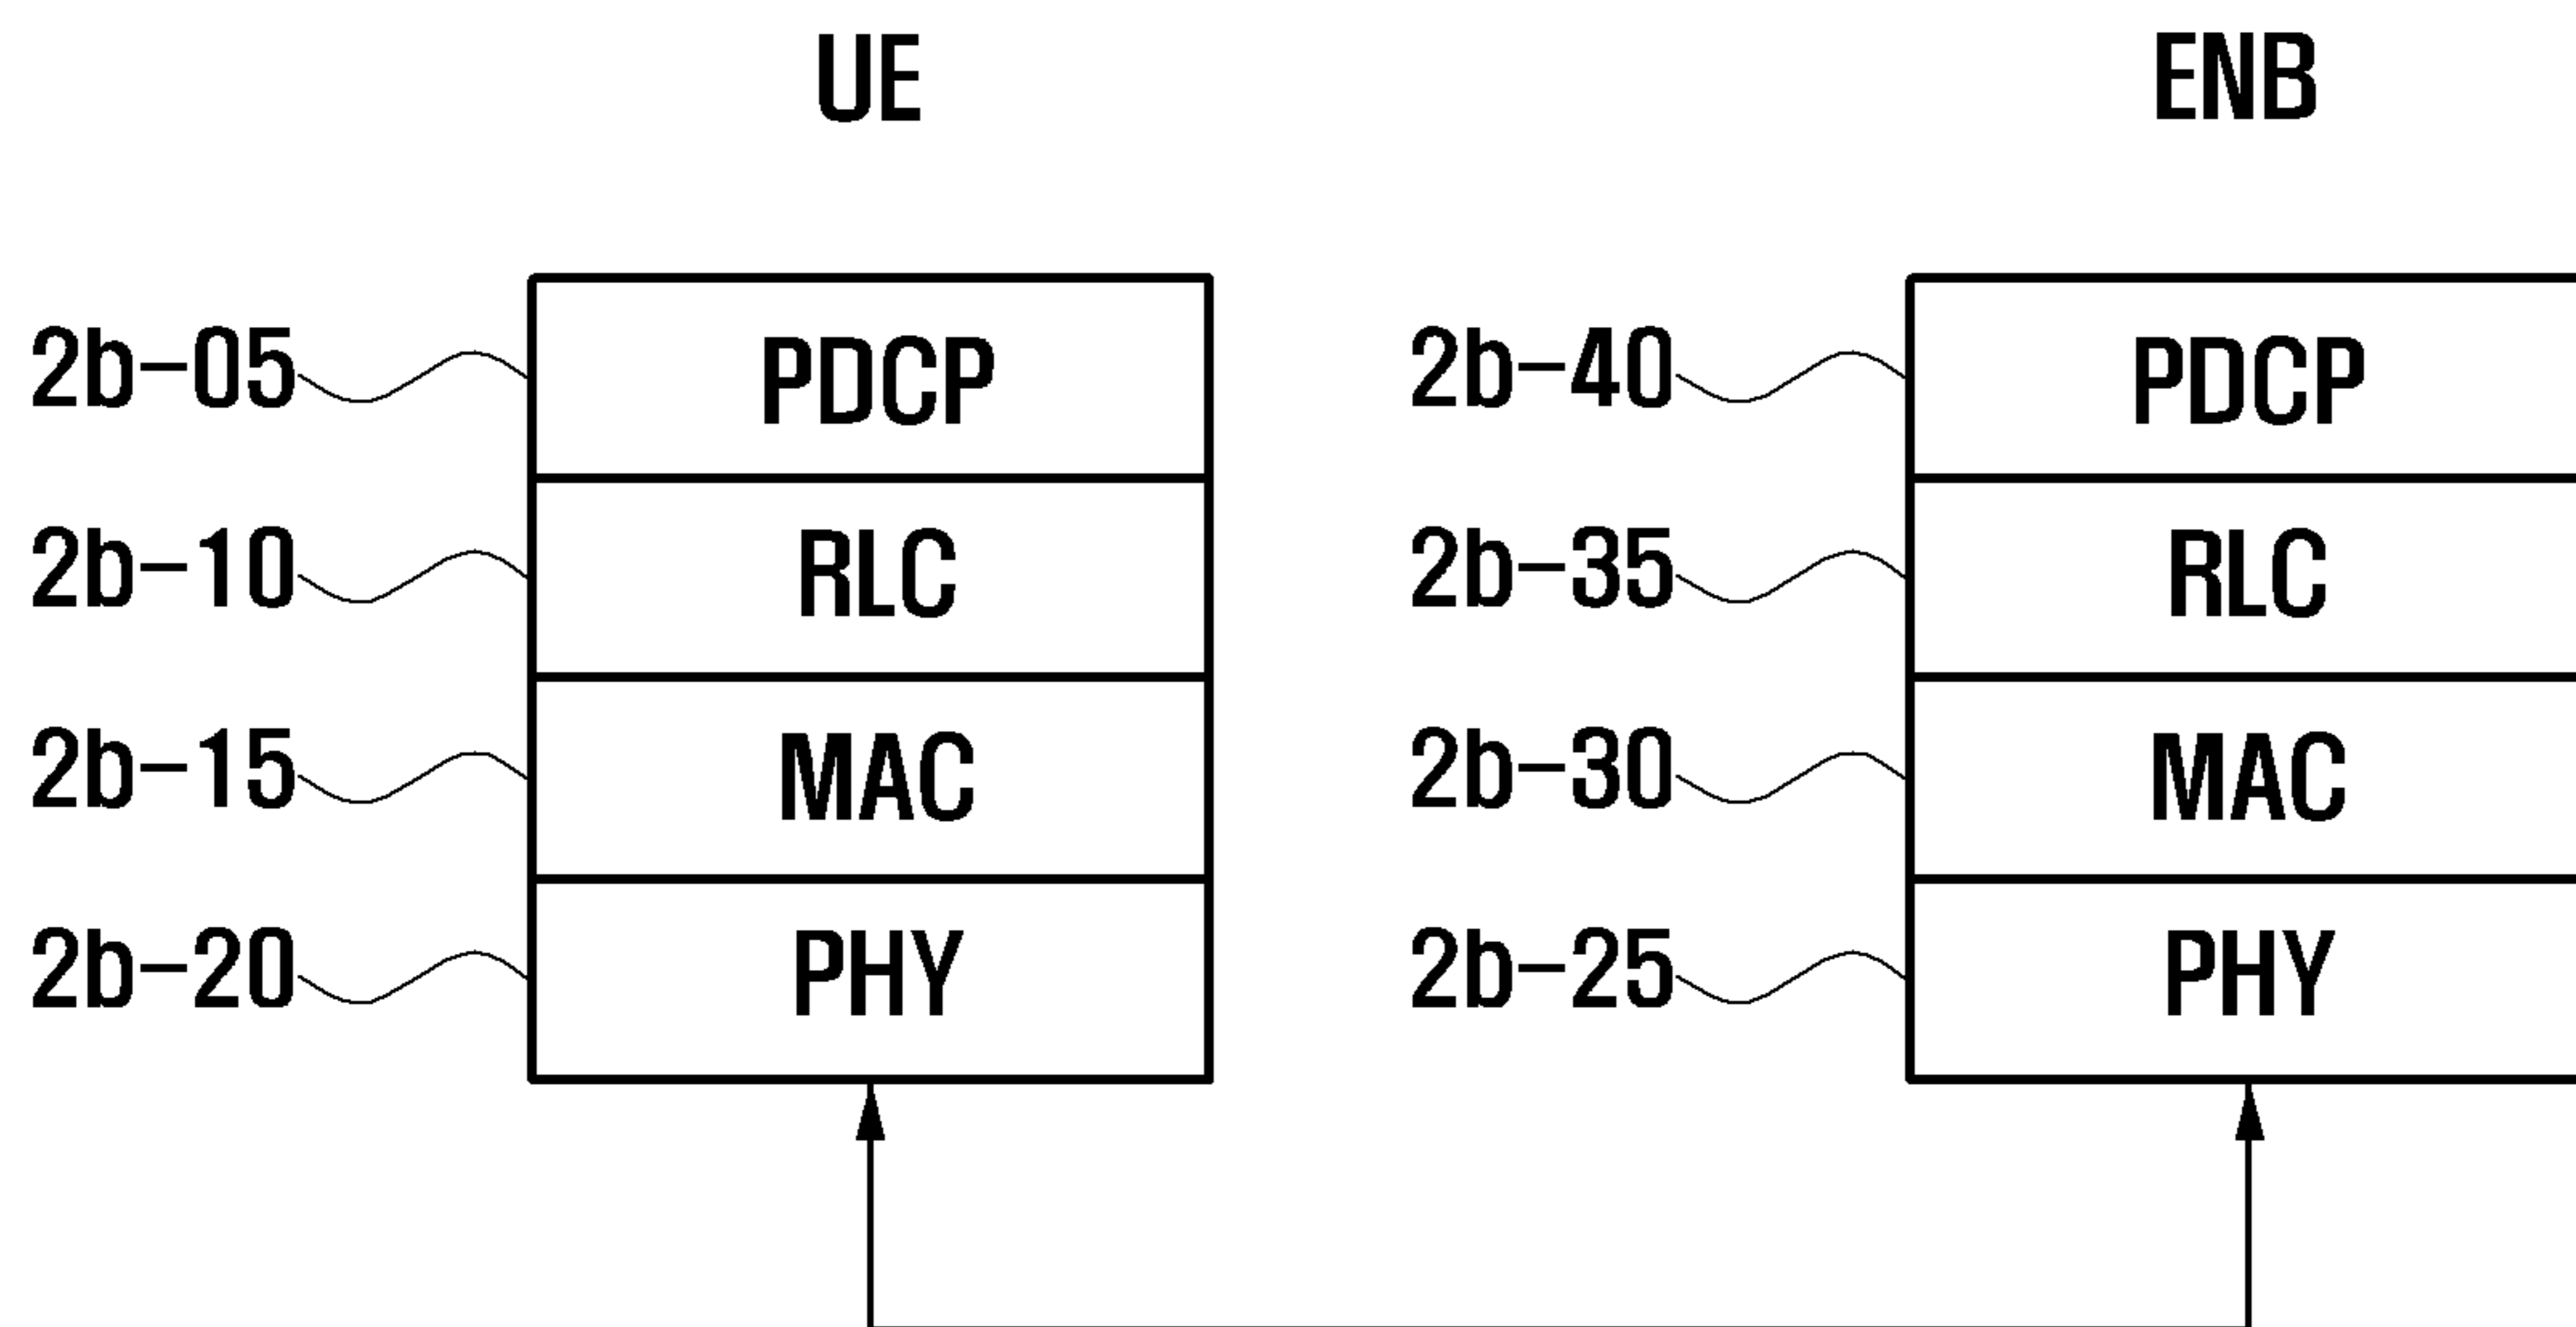 UE ENB
2b-05 PDCP 2b-40 PDCP
2b-10 RLC 2b-35 RLC
2b-15 MAC 2b-30 MAC
2b-20 PHY 2b-25 PHY